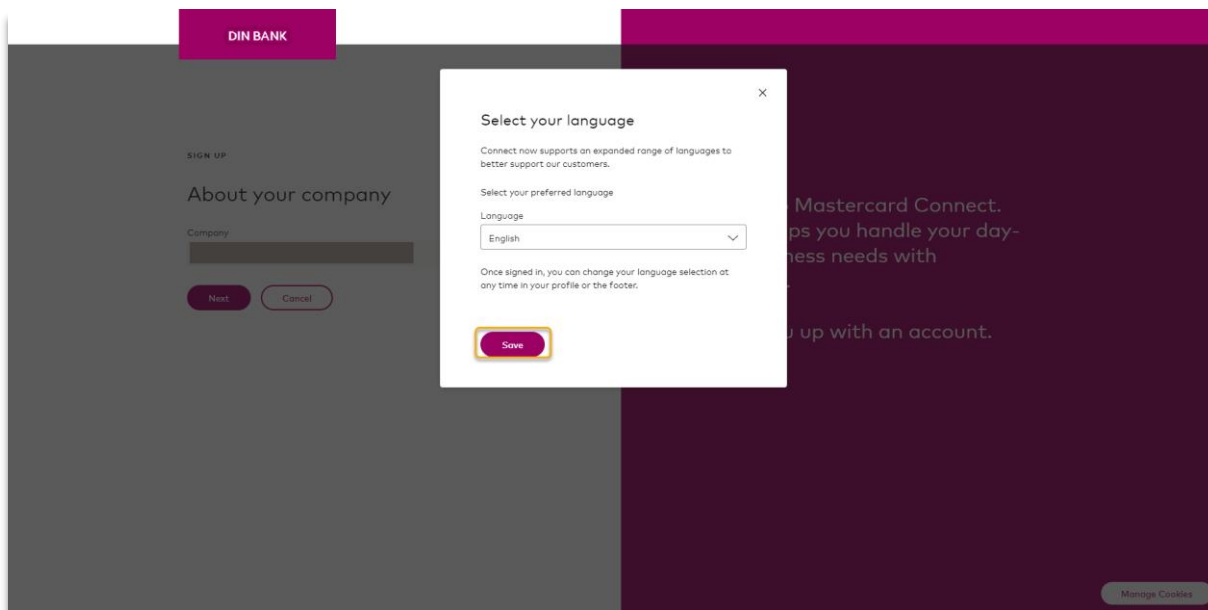 DIN BANK
SIGN UP
About your company
Company
Next
Cancel
Select your language
Connect now supports an expanded range of languages to
better support our customers.
Select your preferred language
Language
English
Once signed in, you can change your language selection at
any time in your profile or the footer.
Save
Mastercard Connect.
you handle your day-
needs with
up with an account.
Manage Cookies